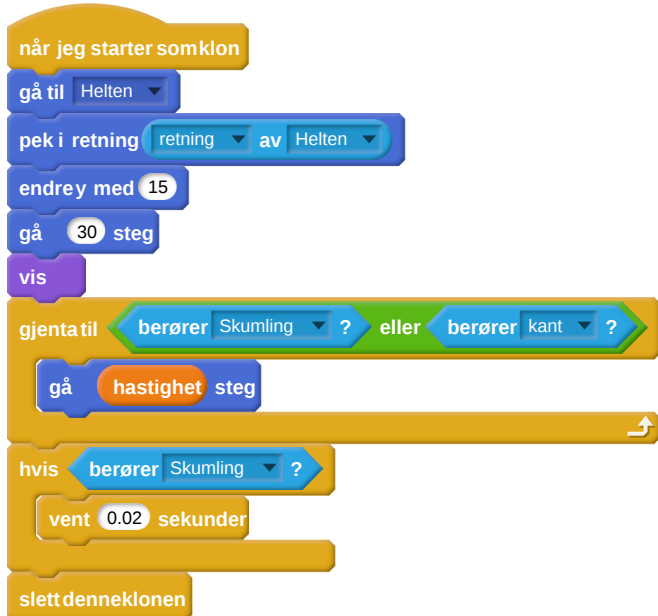 når jeg starter som klon
gå til Helten
pek i retning retning av Helten
endre y med 15
gå 30 steg
vis
gjenta til berører Skumling ? eller berører kant ?
gå hastighet steg
hvis berører Skumling ?
vent 0.02 sekunder
slett denne klonen